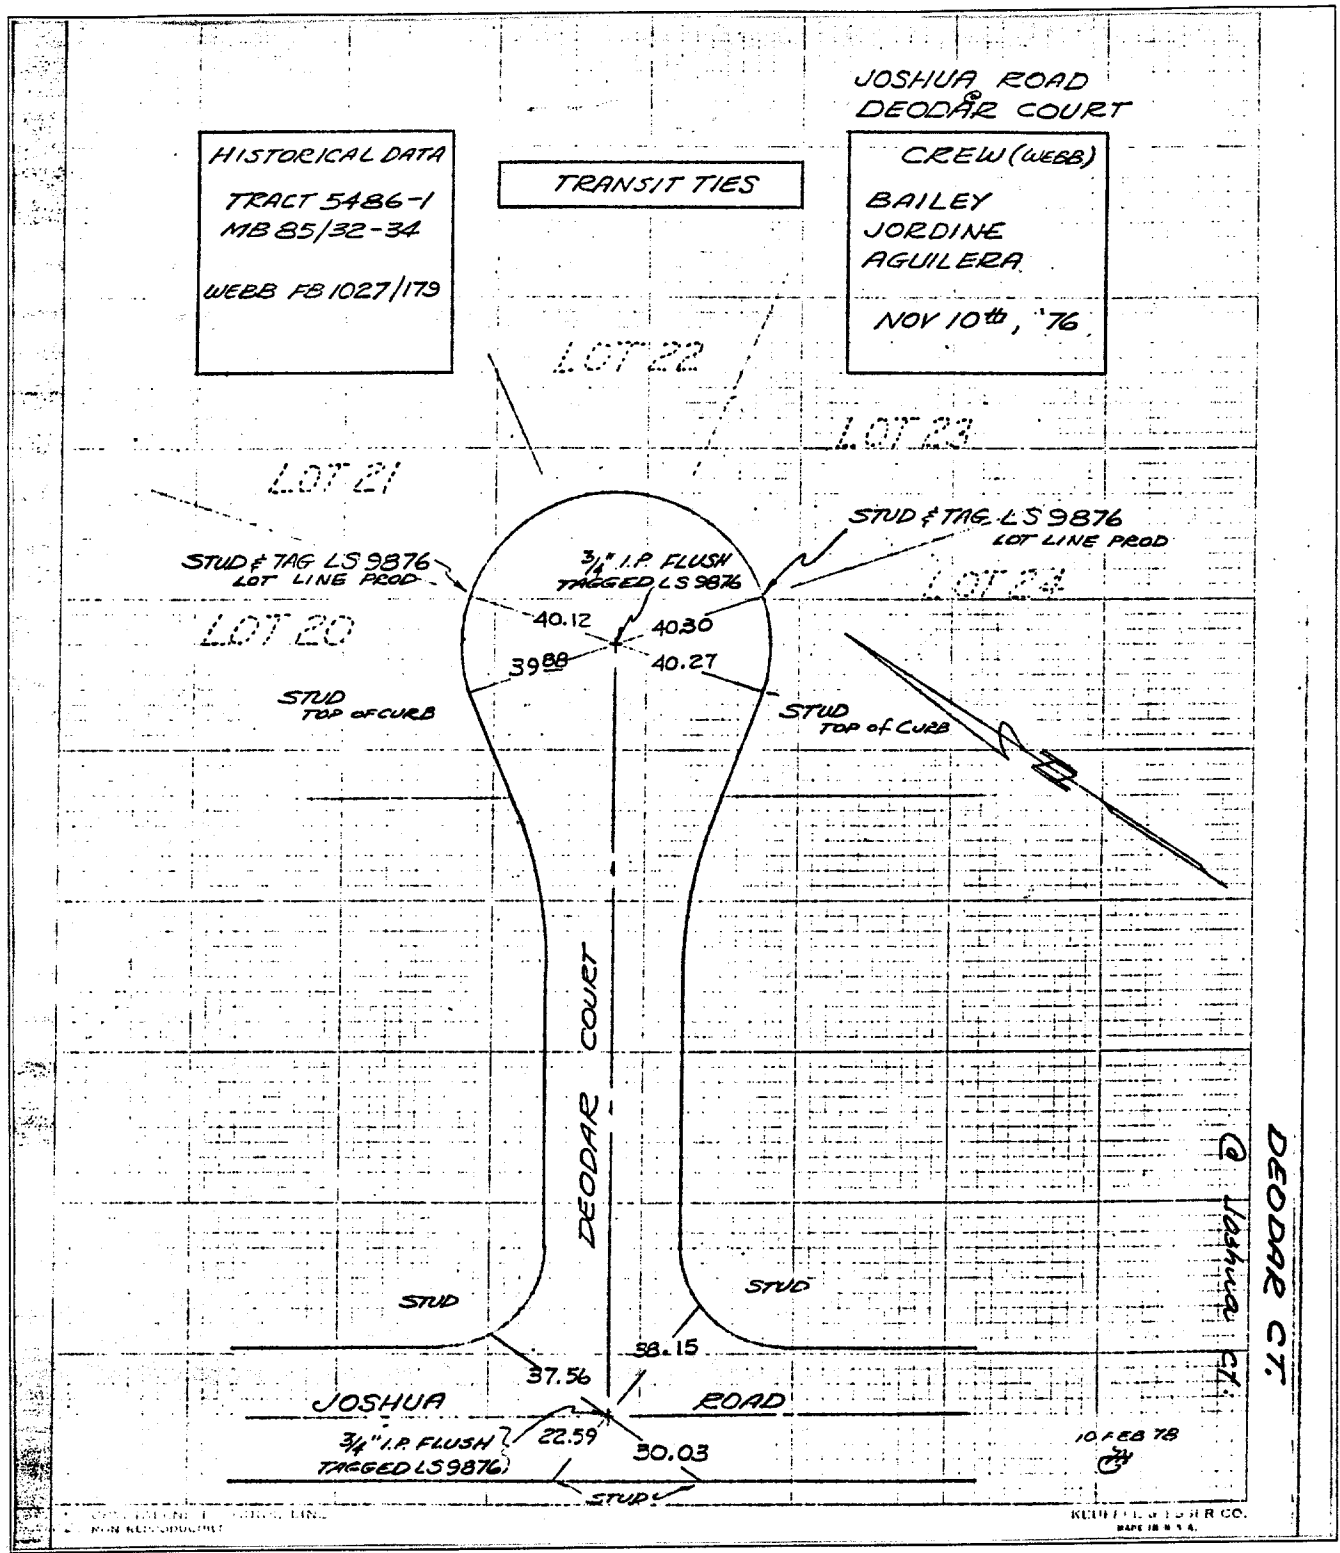 JOSHUA ROAD
@
DEODAR COURT
HISTORICAL DATA
TRACT 5486-1
MB 85/32-34
WEBB FB 1027/179
TRANSIT TIES
CREW (WEBB)
BAILEY
JORDINE
AGUILERA
NOV 10th, '76
LOT 22
LOT 23
LOT 21
STUD & TAG LS 9876
LOT LINE PROD
STUD & TAG LS 9876
LOT LINE PROD
3/4" I.P. FLUSH
TAGGED LS 9876
LOT 24
LOT 20
40.12
40.30
39.88
40.27
STUD
TOP OF CURB
STUD
TOP of CURB
DEODAR COURT
STUD
STUD
38.15
37.56
JOSHUA ROAD
3/4" I.P. FLUSH
TAGGED LS 9876
22.59
30.03
STUD
DEODAR CT.
@ Joshua Ct.
10 FEB 78
KEUFFEL & ESSER CO.
MADE IN U.S.A.